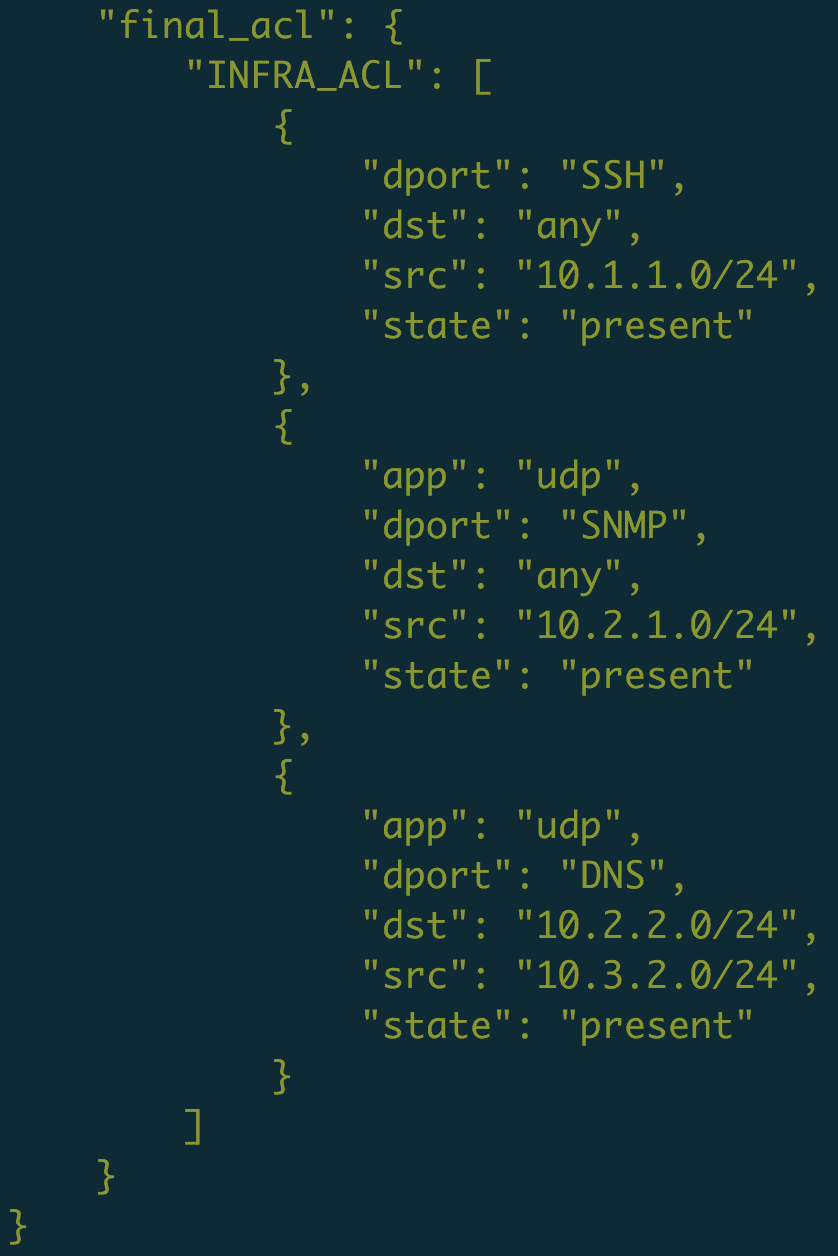 "final_acl": {
"INFRA_ACL": [
{
"dport": "SSH",
"dst": "any",
"src": "10.1.1.0/24",
"state": "present"
},
{
"app": "udp",
"dport": "SNMP",
"dst": "any",
"src": "10.2.1.0/24",
"state": "present"
},
{
"app": "udp",
"dport": "DNS",
"dst": "10.2.2.0/24",
"src": "10.3.2.0/24",
"state": "present"
}
]
}
}